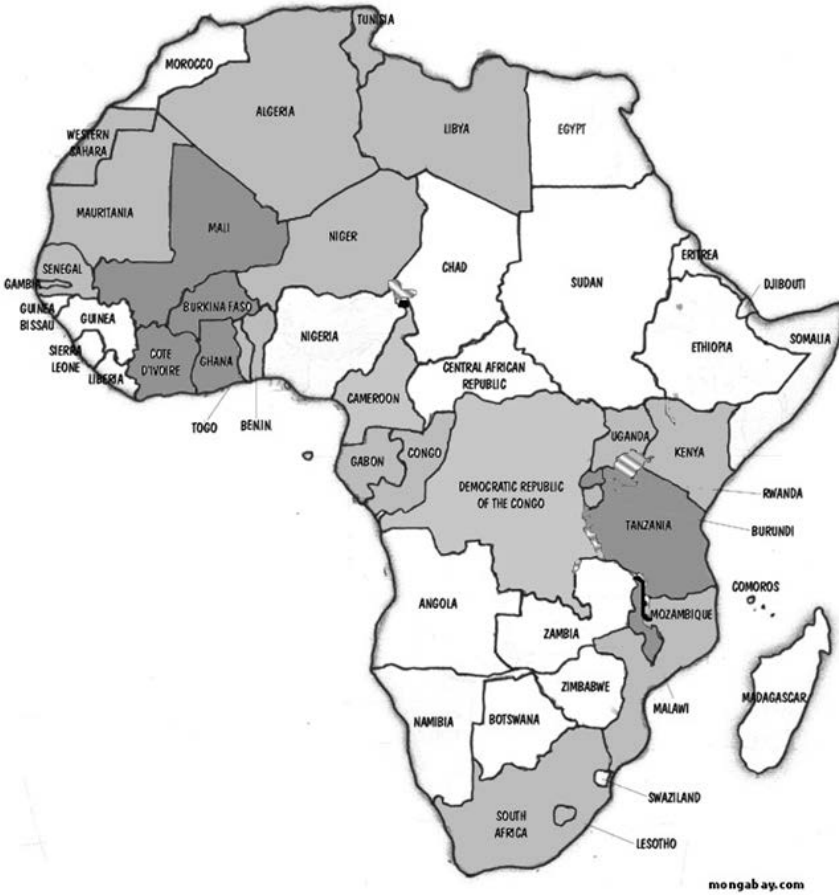 TUNISIA
MOROCCO
ALGERIA
LIBYA
EGYPT
WESTERN
SAHARA
MAURITANIA
MALI
NIGER
CHAD
SUDAN
ERITREA
DJIBOUTI
SENEGAL
GAMBIA
GUINEA
BISSAU
GUINEA
BURKINA FASO
NIGERIA
ETHIOPIA
SOMALIA
SIERRA
LEONE
LIBERIA
COTE
D'IVOIRE
GHANA
CENTRAL AFRICAN
REPUBLIC
TOGO
BENIN
CAMEROON
GABON
CONGO
UGANDA
KENYA
DEMOCRATIC REPUBLIC
OF THE CONGO
RWANDA
TANZANIA
BURUNDI
COMOROS
ANGOLA
ZAMBIA
MOZAMBIQUE
MALAWI
MADAGASCAR
NAMIBIA
BOTSWANA
ZIMBABWE
SWAZILAND
SOUTH
AFRICA
LESOTHO
mongabay.com